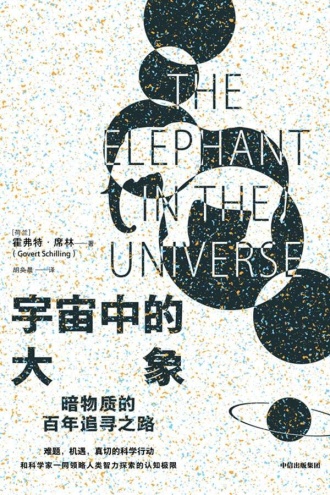 THE
ELEPHANT
IN THE
UNIVERSE
[荷兰]
霍弗特·席林 著
(Govert Schilling)
胡奂晨 译
宇宙中的
大象
暗物质的
百年追寻之路
难题，机遇，真切的科学行动
和科学家一同领略人类智力探索的认知极限
中信出版集团